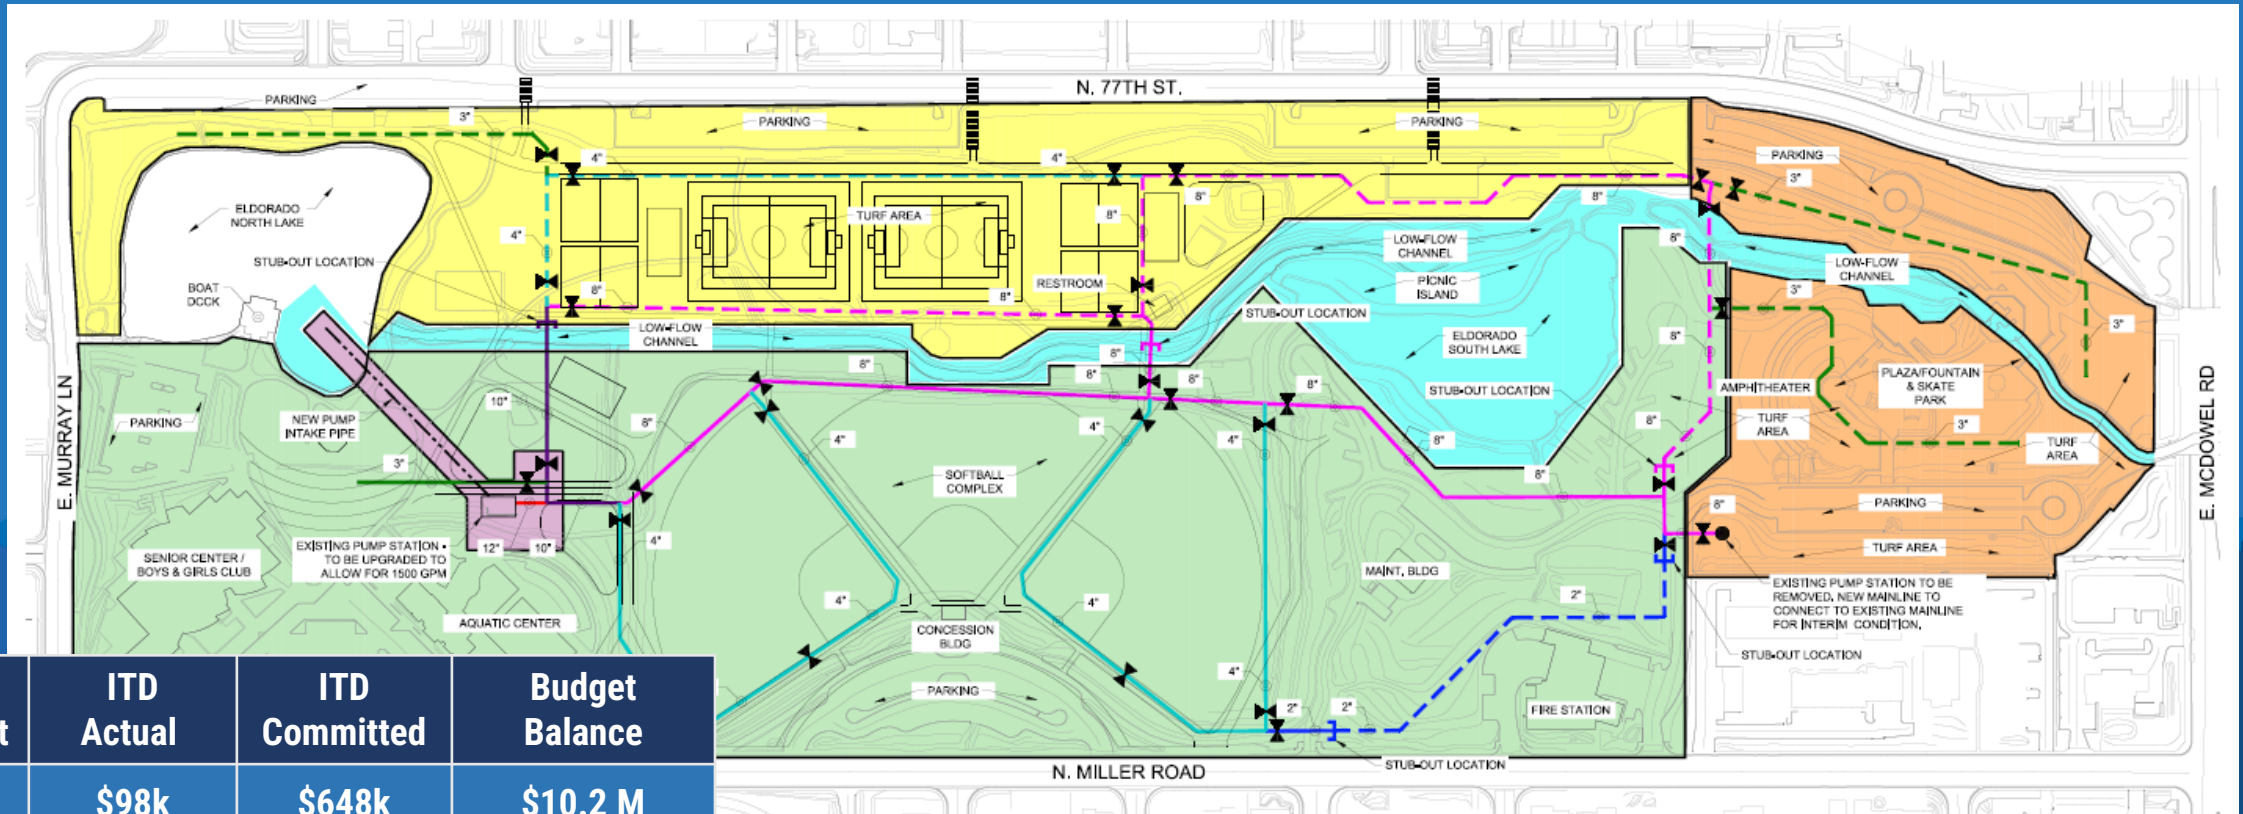 N. 77TH ST.
PARKING
3"
PARKING
PARKING
4"
4"
PARKING
3"
8"
8"
8"
ELDORADO
NORTH LAKE
TURF AREA
4"
8"
LOW-FLOW
CHANNEL
STUB-OUT LOCATION
LOW-FLOW
CHANNEL
BOAT
DCCK
8"
8"
RESTROOM
PICNIC
ISLAND
3"
STUB-OUT LOCATION
3"
LOW-FLOW
CHANNEL
8"
ELDORADO
SOUTH LAKE
8"
8"
8"
8"
8"
PLAZA/FOUNTAIN
& SKATE
PARK
AMPHITHEATER
STUB-OUT LOCATION
10"
PARKING
NEW PUMP
INTAKE PIPE
8"
4"
4"
4"
8"
8"
TURF
AREA
3"
TURF
AREA
E. MURRAY LN
E. MCDOWEL RD
3"
SOFTBALL
COMPLEX
8"
PARKING
8"
12"
10"
4"
TURF AREA
SENIOR CENTER /
BOYS & GIRLS CLUB
EXISTING PUMP STATION -
TO BE UPGRADED TO
ALLOW FOR 1500 GPM
MAINT. BLDG
EXISTING PUMP STATION TO BE
REMOVED. NEW MAINLINE TO
CONNECT TO EXISTING MAINLINE
FOR INTERIM CONDITION.
4"
4"
2"
AQUATIC CENTER
CONCESSION
BLDG
STUB-OUT LOCATION
4"
PARKING
2"
2"
FIRE STATION
N. MILLER ROAD
STUB-OUT LOCATION
t
ITD
Actual
ITD
Committed
Budget
Balance
$98k
$648k
$10.2 M